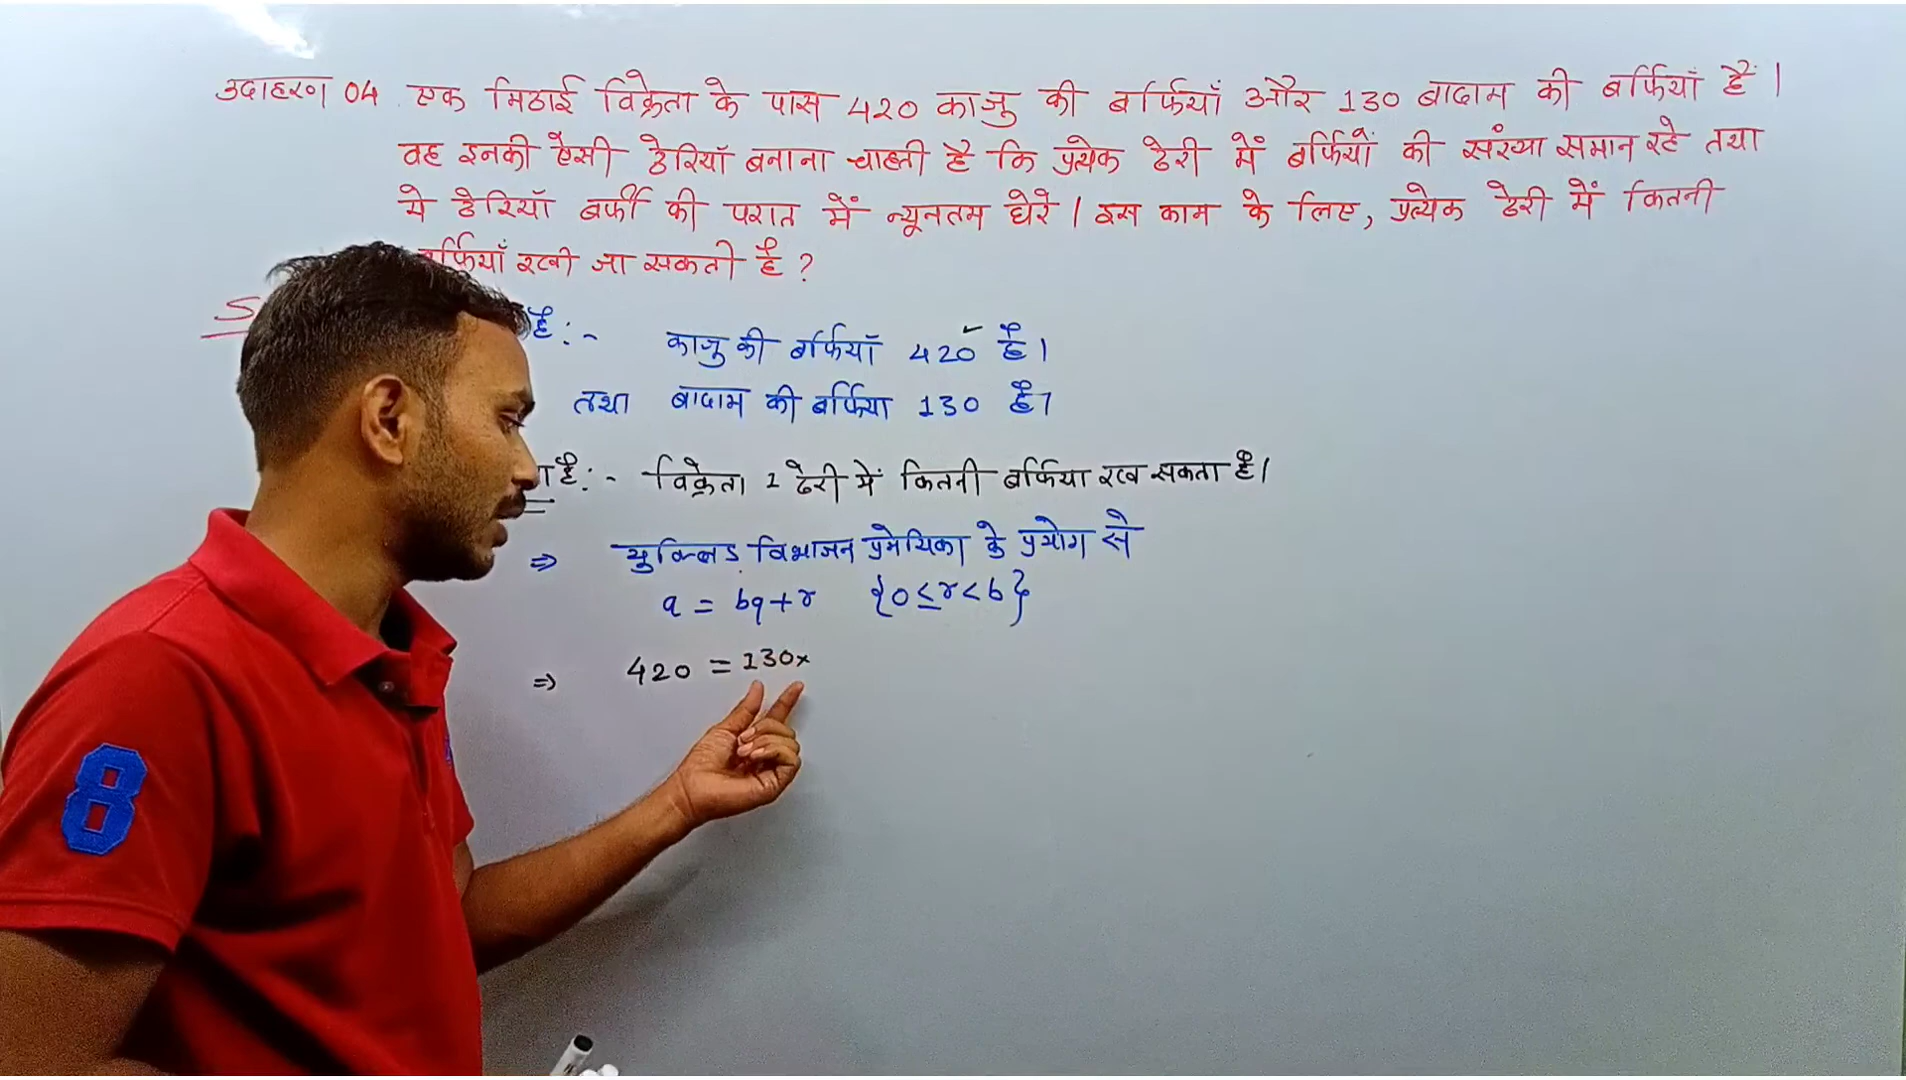 उदाहरण 04 एक मिठाई विक्रेता के पास 420 काजु की बर्फियाँ और 130 बादाम की बर्फियाँ हैं।
वह इनकी ऐसी ढेरियाँ बनाना चाहती है कि प्रत्येक ढेरी में बर्फियों की संख्या समान रहे तथा
ये ढेरियाँ बर्फी की परात में न्यूनतम घेरे। इस काम के लिए, प्रत्येक ढेरी में कितनी
बर्फियाँ रखी जा सकती है ?
S
है :- काजु की बर्फियाँ 420 है।
तथा बादाम की बर्फिया 130 है।
है :- विक्रेता 1 ढेरी में कितनी बर्फिया रख सकता है।
⇒ युक्लिड विभाजन प्रमेयिका के प्रयोग से
a = bq+r {0≤r<b}
⇒ 420 = 130×
8